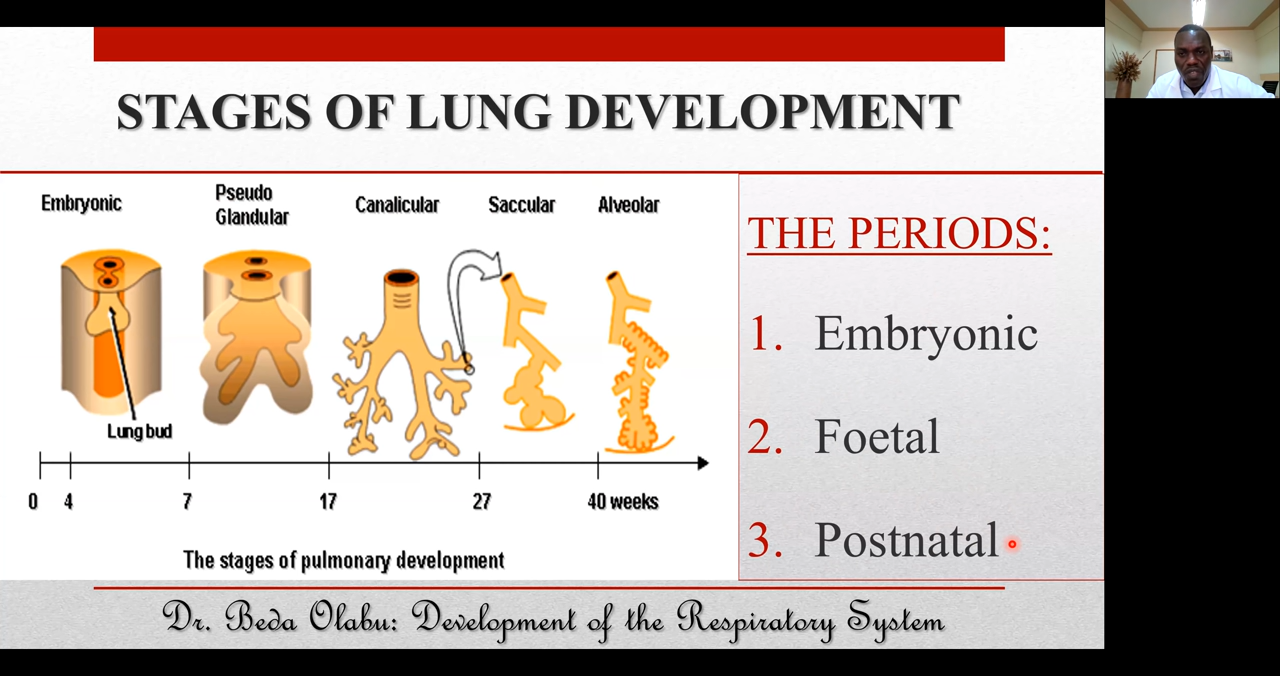 STAGES OF LUNG DEVELOPMENT
Embryonic
Pseudo
Glandular
Canalicular
Saccular
Alveolar
Lung bud
0 4 7 17 27 40 weeks
The stages of pulmonary development
THE PERIODS:
1. Embryonic
2. Foetal
3. Postnatal
Dr. Beda Olabu: Development of the Respiratory System